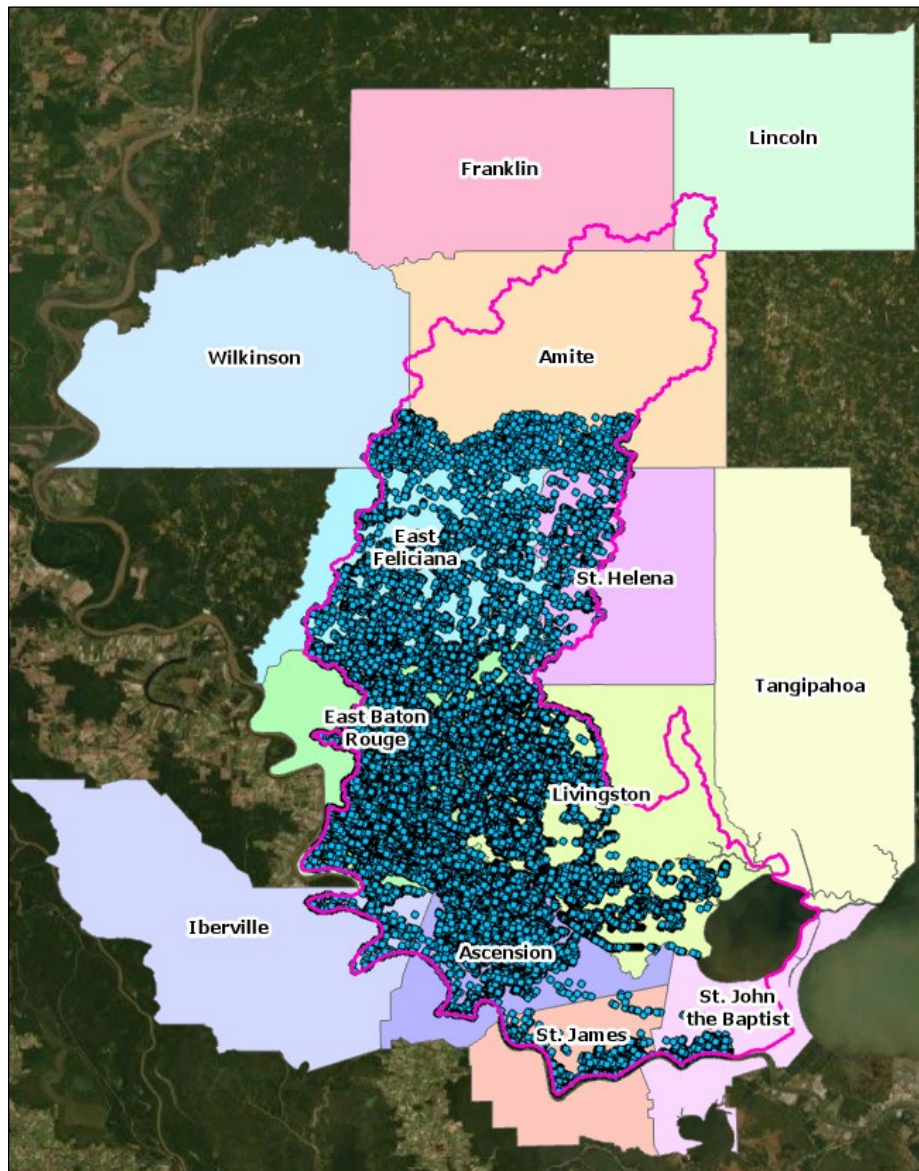 Lincoln
Franklin
Wilkinson
Amite
East
Feliciana
St. Helena
Tangipahoa
East Baton
Rouge
Livingston
Iberville
Ascension
St. John
the Baptist
St. James